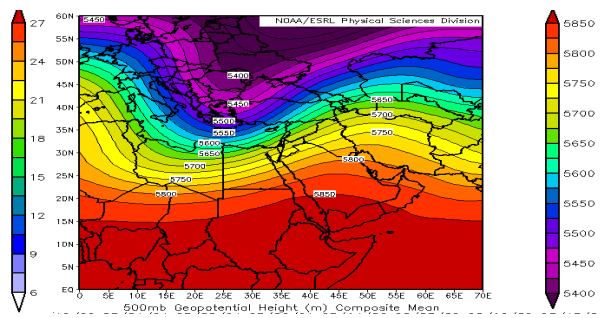 NOAA/ESRL Physical Sciences Division
27
24
21
18
15
12
9
6
60N
55N
50N
45N
40N
35N
30N
25N
20N
15N
10N
5N
EQ
5450
5400
5450
5500
5550
5600
5650
5700
5750
5800
5650
5700
5750
5800
5850
5850
5800
5750
5700
5650
5600
5550
5500
5450
5400
0 5E 10E 15E 20E 25E 30E 35E 40E 45E 50E 55E 60E 65E 70E
500mb Geopotential Height (m) Composite Mean